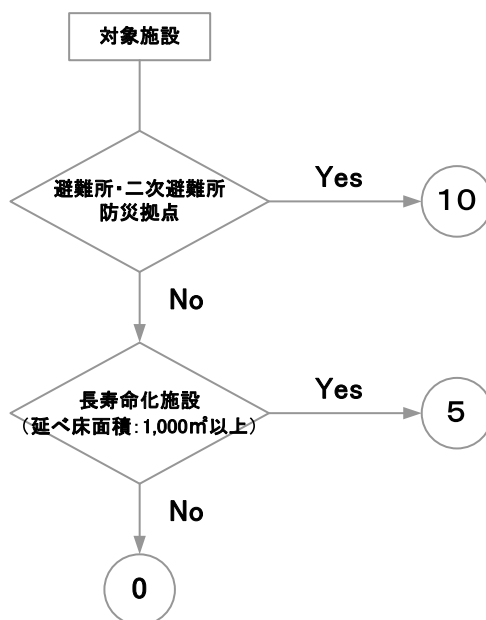 対象施設
避難所・二次避難所
防災拠点
Yes
10
No
長寿命化施設
（延べ床面積：1,000㎡以上）
Yes
5
No
0